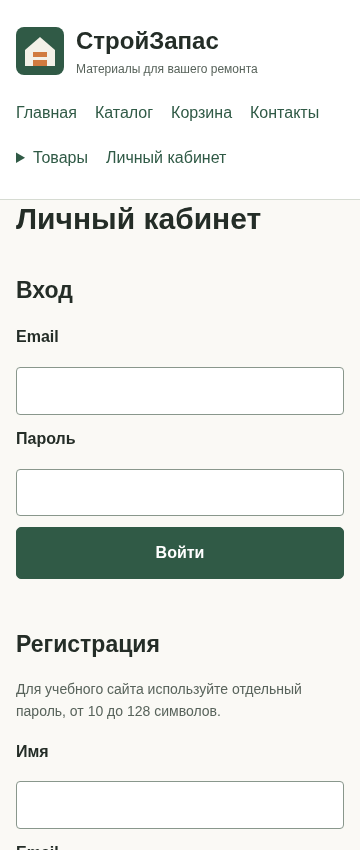 СтройЗапас
Материалы для вашего ремонта
Главная Каталог Корзина Контакты
Товары Личный кабинет
Личный кабинет
Вход
Email
Пароль
Войти
Регистрация
Для учебного сайта используйте отдельный
пароль, от 10 до 128 символов.
Имя
Email